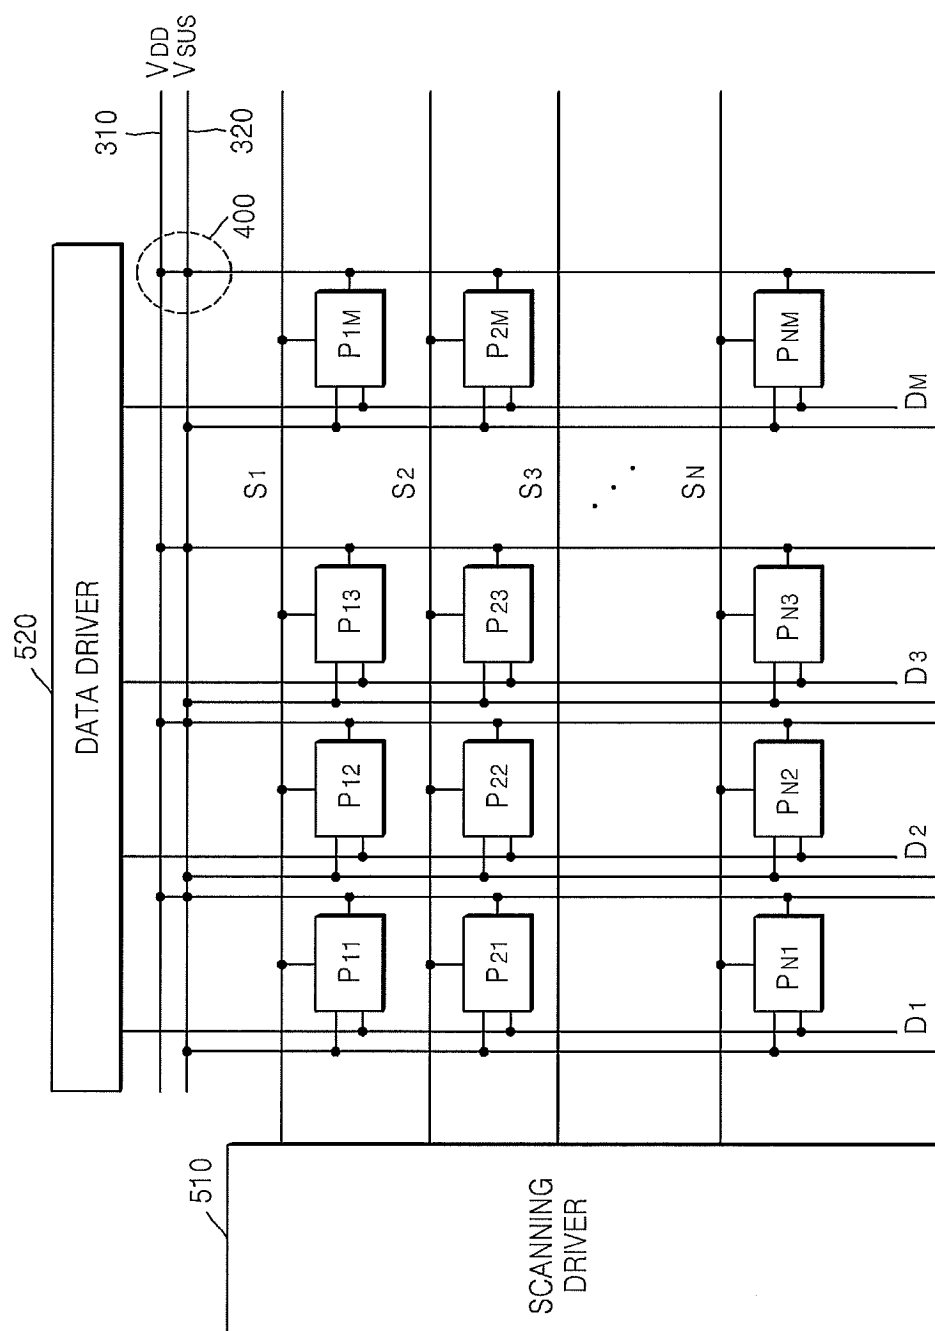 520
DATA DRIVER
310
VDD
320
VSUS
400
510
SCANNING
DRIVER
S1
P11
P12
P13
P1M
S2
P21
P22
P23
P2M
S3
SN
PN1
PN2
PN3
PNM
D1
D2
D3
DM